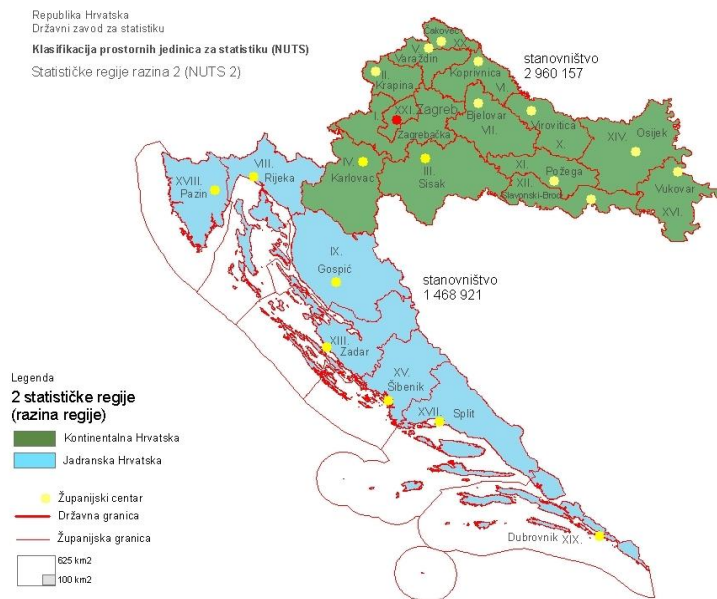 Republika Hrvatska
Državni zavod za statistiku
Klasifikacija prostornih jedinica za statistiku (NUTS)
Statističke regije razina 2 (NUTS 2)
stanovništvo
2 960 157
Čakovec
XX.
V.
Varaždin
II.
Krapina
Koprivnica
VI.
I.
XXI.
Zagreb
Zagrebačka
Bjelovar
VII.
Virovitica
X.
XIV.
Osijek
IV.
Karlovac
III.
Sisak
XI.
Požega
XII.
Slavonski-Brod
Vukovar
XVI.
VIII.
Rijeka
XVIII.
Pazin
IX.
Gospić
stanovništvo
1 468 921
XIII.
Zadar
XV.
Šibenik
XVII.
Split
Dubrovnik
XIX.
Legenda
2 statističke regije
(razina regije)
Kontinentalna Hrvatska
Jadranska Hrvatska
Županijski centar
Državna granica
Županijska granica
625 km2
100 km2